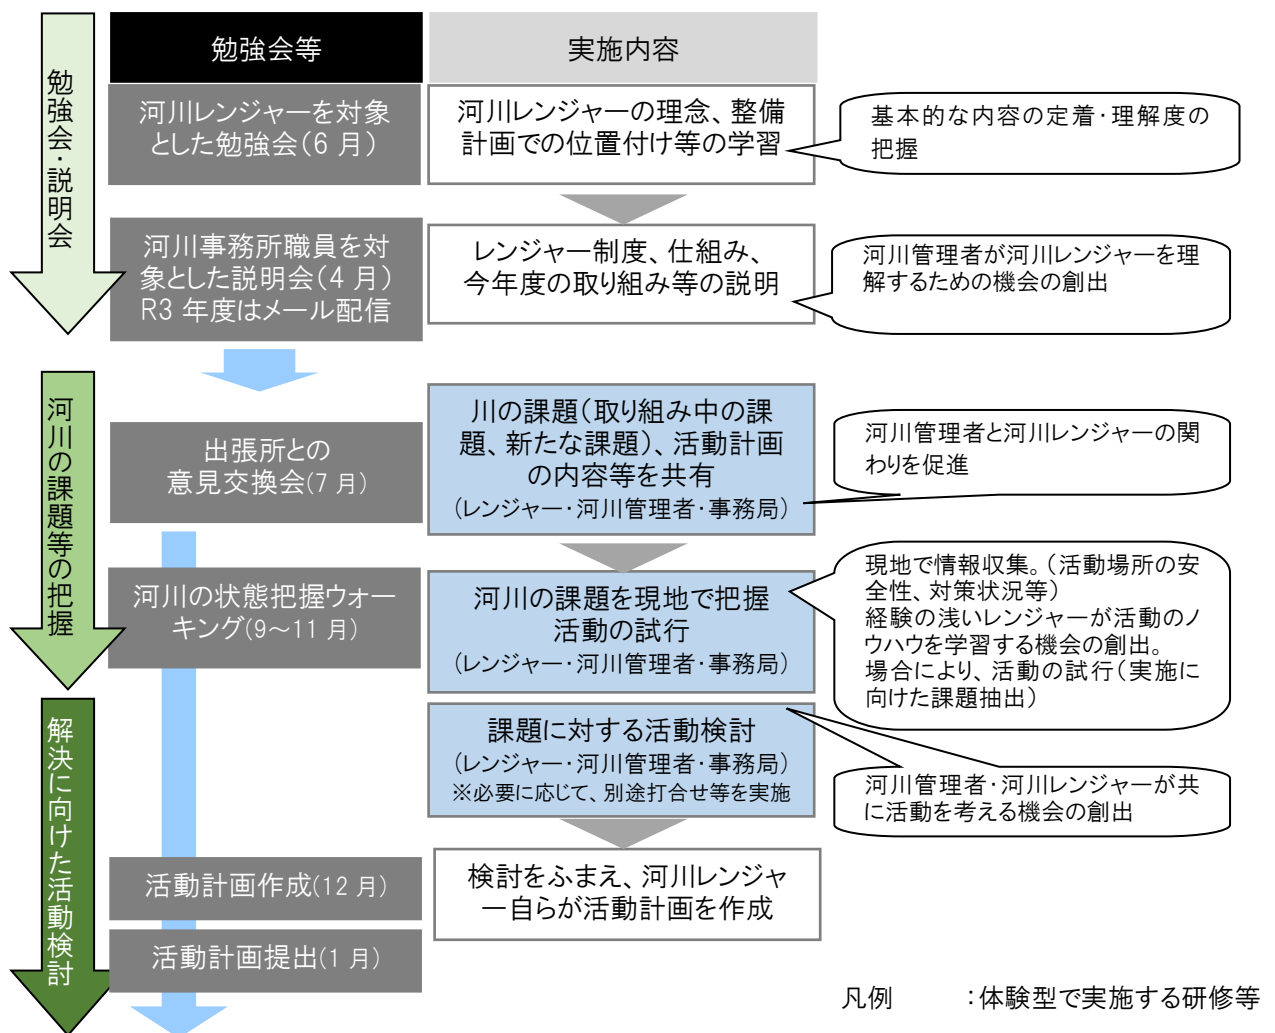 勉強会・説明会
勉強会等
実施内容
河川レンジャーを対象
とした勉強会(6 月)
河川レンジャーの理念、整備
計画での位置付け等の学習
基本的な内容の定着・理解度の
把握
河川事務所職員を対
象とした説明会(4 月)
R3 年度はメール配信
レンジャー制度、仕組み、
今年度の取り組み等の説明
河川管理者が河川レンジャーを理
解するための機会の創出
河川の課題等の把握
出張所との
意見交換会(7 月)
川の課題(取り組み中の課
題、新たな課題)、活動計画
の内容等を共有
(レンジャー・河川管理者・事務局)
河川管理者と河川レンジャーの関
わりを促進
河川の状態把握ウォー
キング(9～11 月)
河川の課題を現地で把握
活動の試行
(レンジャー・河川管理者・事務局)
現地で情報収集。(活動場所の安
全性、対策状況等)
経験の浅いレンジャーが活動のノ
ウハウを学習する機会の創出。
場合により、活動の試行(実施に
向けた課題抽出)
解決に向けた活動検討
課題に対する活動検討
(レンジャー・河川管理者・事務局)
※必要に応じて、別途打合せ等を実施
河川管理者・河川レンジャーが共
に活動を考える機会の創出
活動計画作成(12 月)
検討をふまえ、河川レンジャ
ー自らが活動計画を作成
活動計画提出(1 月)
凡例 :体験型で実施する研修等